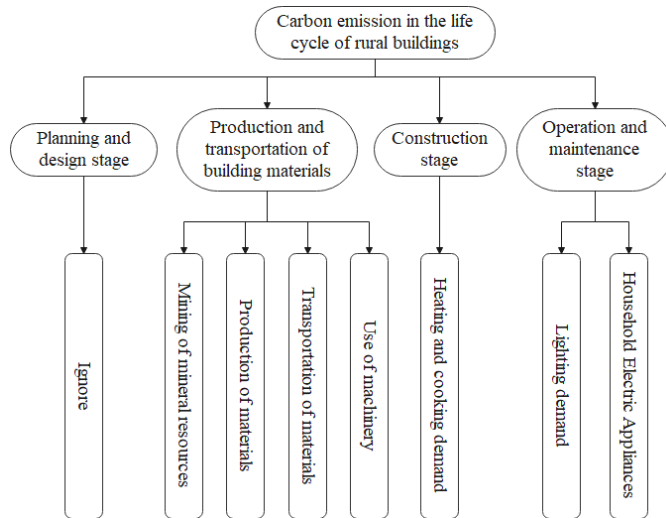 Carbon emission in the life
cycle of rural buildings
Planning and
design stage
Production and
transportation of
building materials
Construction
stage
Operation and
maintenance
stage
Ignore
Mining of mineral resources
Production of materials
Transportation of materials
Use of machinery
Heating and cooking demand
Lighting demand
Household Electric Appliances